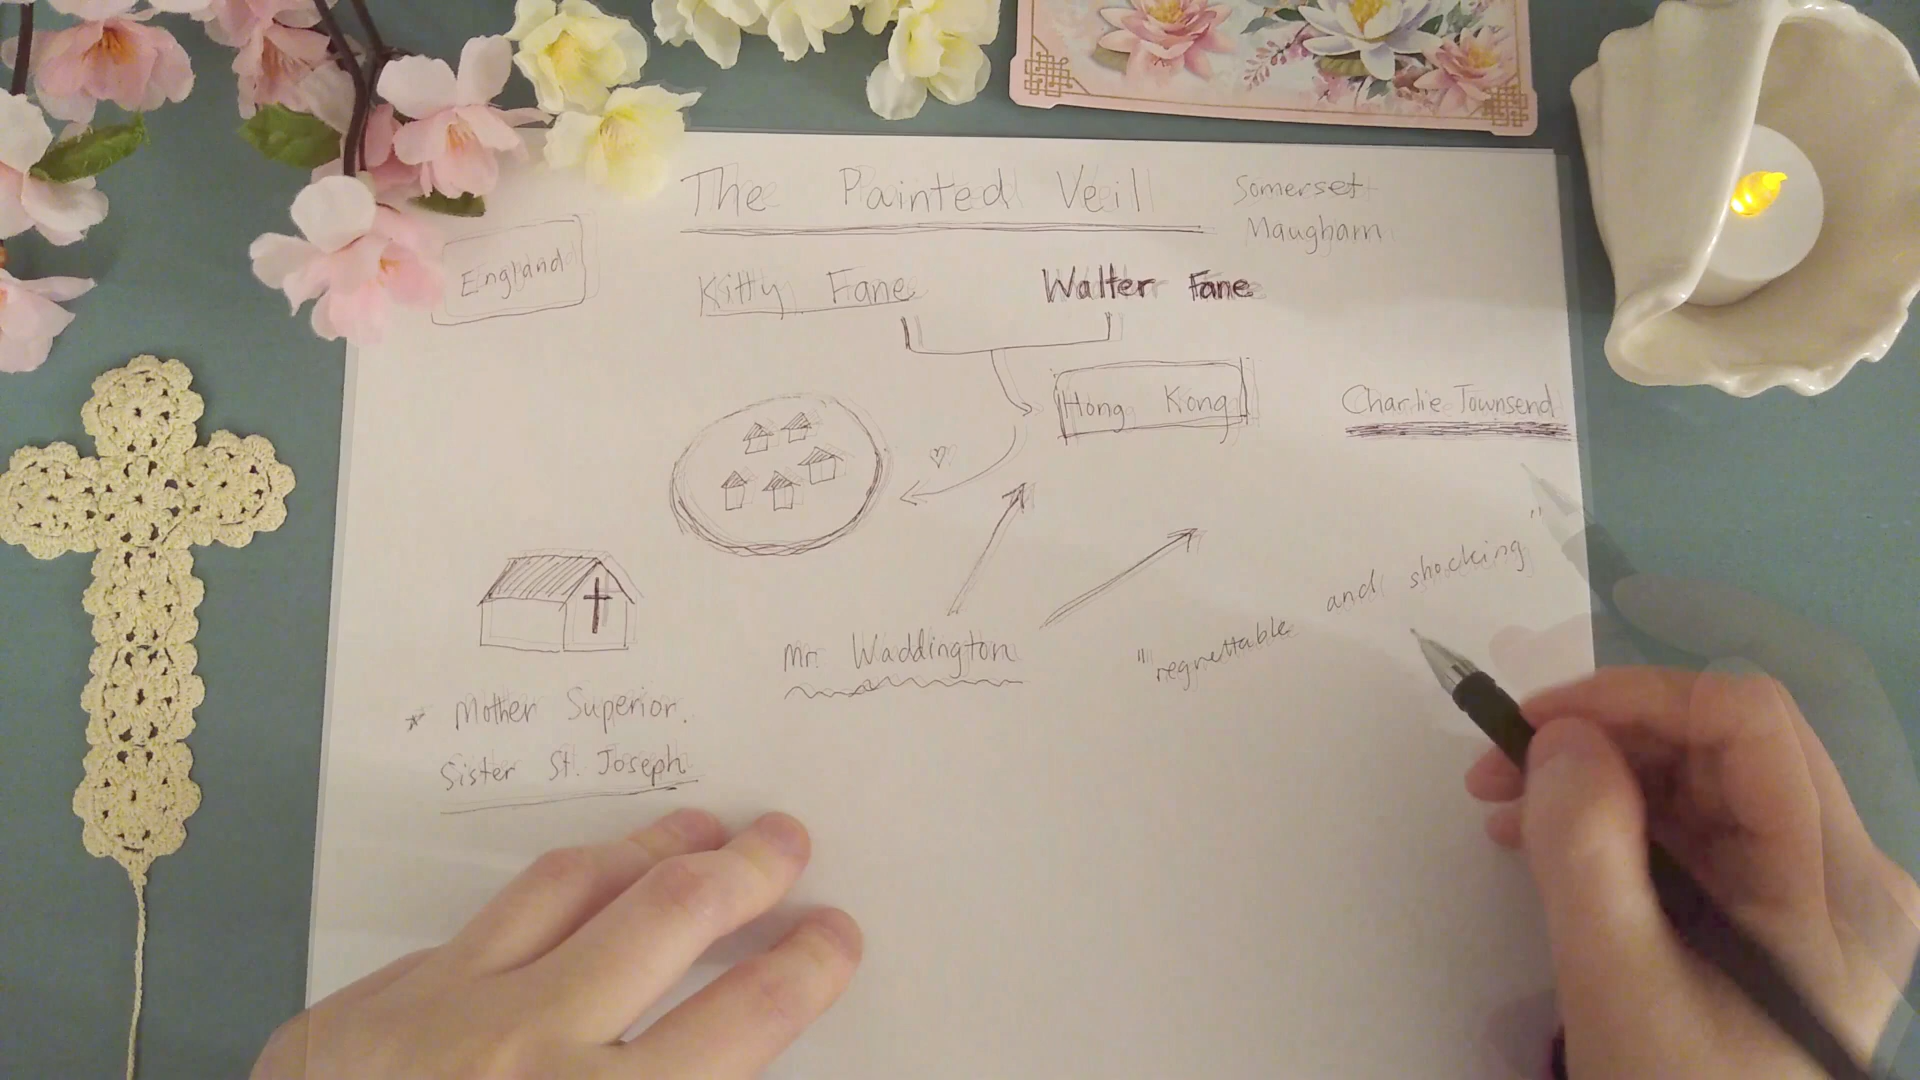 The Painted Veil
Somerset
Maugham
England
Kitty Fane
Walter Fane
Hong Kong
Charlie Townsend
"regrettable and shocking"
Mr. Waddington
* Mother Superior.
Sister St. Joseph